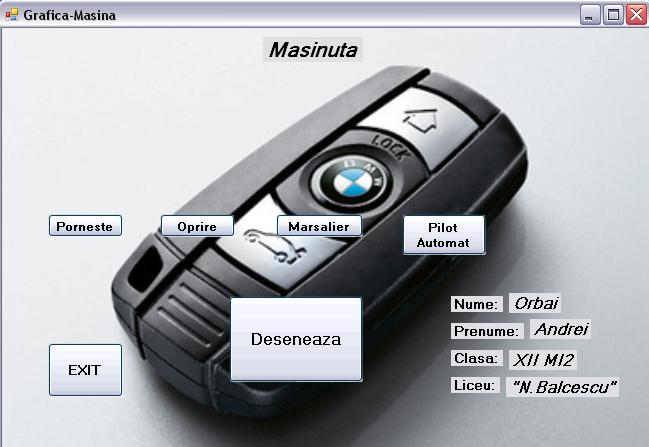 Grafica-Masina
Masinuta
LOCK
BMW
Porneste
Oprire
Marsalier
Pilot
Automat
Deseneaza
EXIT
Nume: Orbai
Prenume: Andrei
Clasa: XII MI2
Liceu: "N.Balcescu"